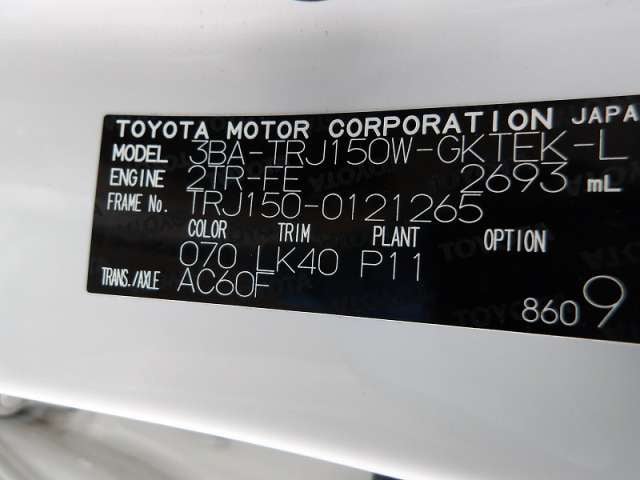 TOYOTA MOTOR CORPORATION JAPA
MODEL 3BA-TRJ150W-GKTEK-L
ENGINE 2TR-FE 2693 mL
FRAME No. TRJ150-0121265
COLOR TRIM PLANT OPTION
070 LK40 P11
TRANS./AXLE AC60F
8609